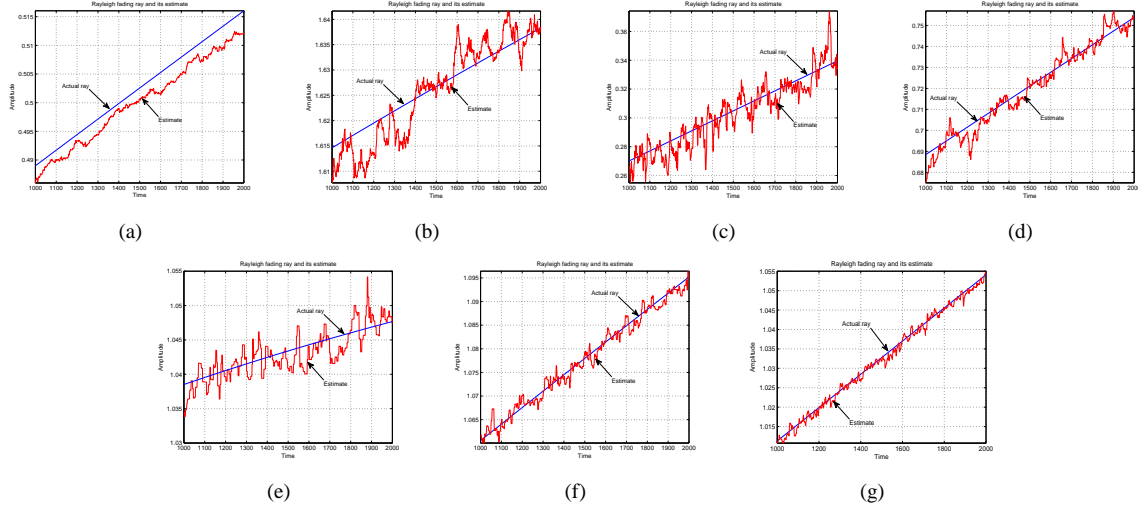 Rayleigh fading ray and its estimate
0.515
0.51
0.505
0.5
0.495
0.49
Amplitude
Actual ray
Estimate
1000 1100 1200 1300 1400 1500 1600 1700 1800 1900 2000
Time
(a)
Rayleigh fading ray and its estimate
1.64
1.635
1.63
1.625
1.62
1.615
1.61
Amplitude
Actual ray
Estimate
1000 1100 1200 1300 1400 1500 1600 1700 1800 1900 2000
Time
(b)
Rayleigh fading ray and its estimate
0.36
0.34
0.32
0.3
0.28
0.26
Amplitude
Actual ray
Estimate
1000 1100 1200 1300 1400 1500 1600 1700 1800 1900 2000
Time
(c)
Rayleigh fading ray and its estimate
0.75
0.74
0.73
0.72
0.71
0.7
0.69
0.68
Amplitude
Actual ray
Estimate
1000 1100 1200 1300 1400 1500 1600 1700 1800 1900 2000
Time
(d)
Rayleigh fading ray and its estimate
1.055
1.05
1.045
1.04
1.035
1.03
Amplitude
Actual ray
Estimate
1000 1100 1200 1300 1400 1500 1600 1700 1800 1900 2000
Time
(e)
Rayleigh fading ray and its estimate
1.095
1.09
1.085
1.08
1.075
1.07
1.065
Amplitude
Actual ray
Estimate
1000 1100 1200 1300 1400 1500 1600 1700 1800 1900 2000
Time
(f)
Rayleigh fading ray and its estimate
1.055
1.05
1.045
1.04
1.035
1.03
1.025
1.02
1.015
Amplitude
Actual ray
Estimate
1000 1200 1400 1600 1800 2000
Time
(g)